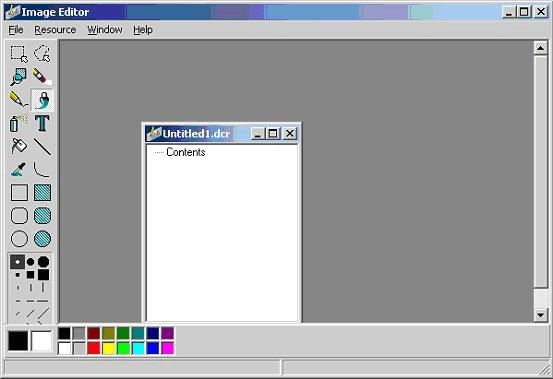 Image Editor
File Resource Window Help
T
Untitled1.dcr
Contents